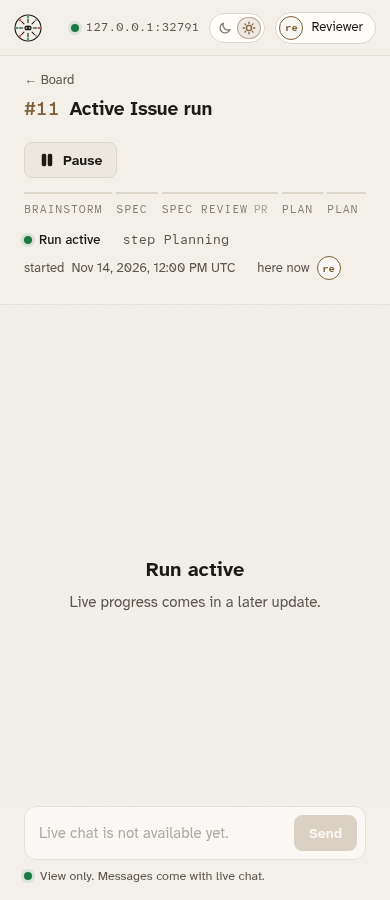 127.0.0.1:32791 re Reviewer
← Board
#11 Active Issue run
Pause
BRAINSTORM SPEC SPEC REVIEW PR PLAN PLAN
Run active step Planning
started Nov 14, 2026, 12:00 PM UTC here now re
Run active
Live progress comes in a later update.
Live chat is not available yet. Send
View only. Messages come with live chat.